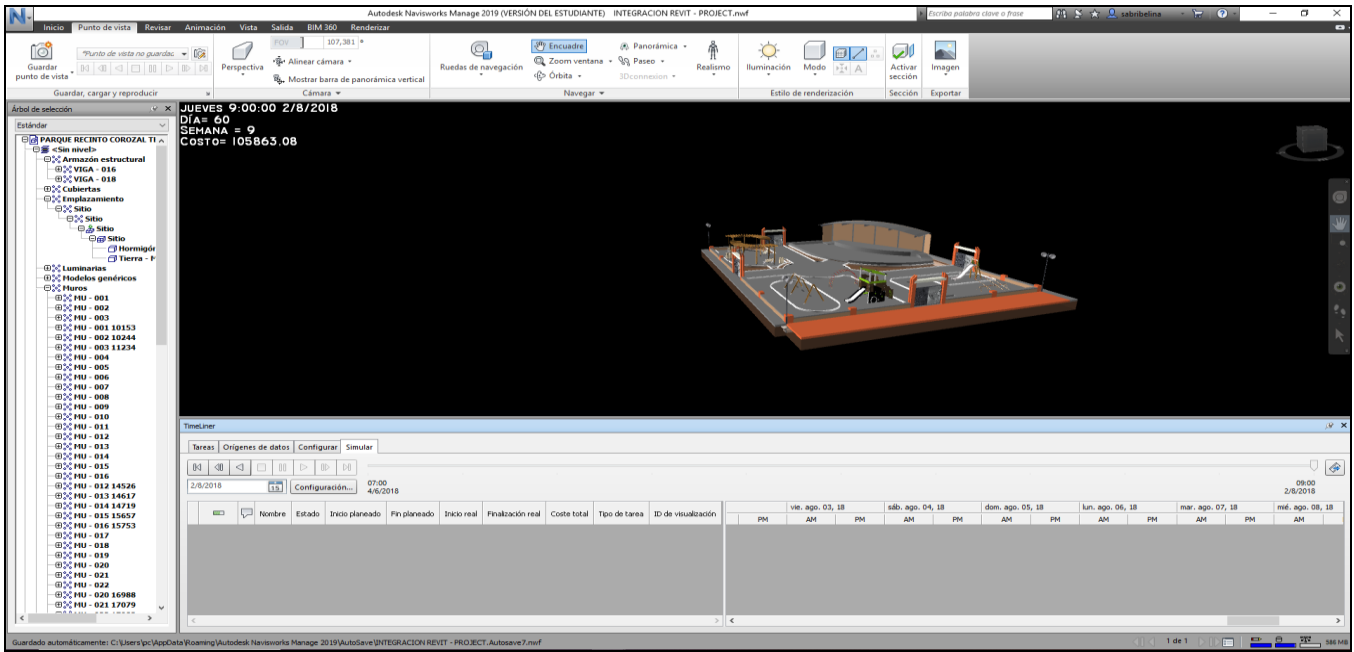 Autodesk Navisworks Manage 2019 (VERSIÓN DEL ESTUDIANTE) INTEGRACION REVIT - PROJECT.nwf
Escriba palabra clave o frase
sabribelina
Inicio Punto de vista Revisar Animación Vista Salida BIM 360 Renderizar
Guardar punto de vista
"Punto de vista no guardac
Perspectiva
FOV 107,381 °
Alinear cámara
Mostrar barra de panorámica vertical
Ruedas de navegación
Encuadre
Zoom ventana
Órbita
Panorámica
Paseo
3Dconnexion
Realismo
Iluminación
Modo
Activar sección
Imagen
Guardar, cargar y reproducir Cámara Navegar Estilo de renderización Sección Exportar
Árbol de selección
Estándar
PARQUE RECINTO COROZAL TI
<Sin nivel>
Armazón estructural
VIGA - 016
VIGA - 018
Cubiertas
Emplazamiento
Sitio
Sitio
Sitio
Sitio
Hormigór
Tierra - M
Luminarias
Modelos genéricos
Muros
MU - 001
MU - 002
MU - 003
MU - 001 10153
MU - 002 10244
MU - 003 11234
MU - 004
MU - 005
MU - 006
MU - 007
MU - 008
MU - 009
MU - 010
MU - 011
MU - 012
MU - 013
MU - 014
MU - 015
MU - 016
MU - 012 14526
MU - 013 14617
MU - 014 14719
MU - 015 15657
MU - 016 15753
MU - 017
MU - 018
MU - 019
MU - 020
MU - 021
MU - 022
MU - 020 16988
MU - 021 17079
JUEVES 9:00:00 2/8/2018
DÍA= 60
SEMANA = 9
COSTO= 105863.08
TimeLiner
Tareas Orígenes de datos Configurar Simular
2/8/2018 15 Configuración... 07:00 4/6/2018
09:00 2/8/2018
Nombre Estado Inicio planeado Fin planeado Inicio real Finalización real Coste total Tipo de tarea ID de visualización
vie. ago. 03, 18 sáb. ago. 04, 18 dom. ago. 05, 18 lun. ago. 06, 18 mar. ago. 07, 18 mié. ago. 08, 18
PM AM PM AM PM AM PM AM PM AM PM AM
Guardado automáticamente: C:\Users\pc\AppData\Roaming\Autodesk Navisworks Manage 2019\AutoSave\INTEGRACION REVIT - PROJECT.Autosave7.nwf
1 de 1
586 MB